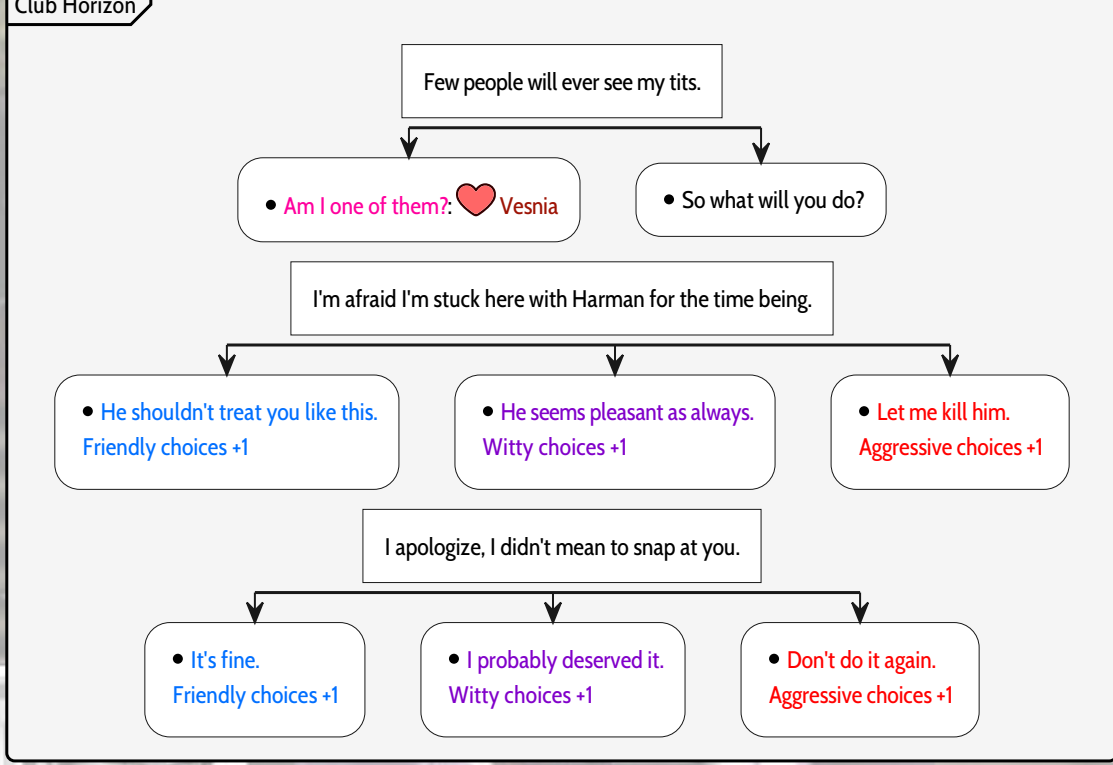 Club Horizon
Few people will ever see my tits.
• Am I one of them?: Vesnia
• So what will you do?
I'm afraid I'm stuck here with Harman for the time being.
• He shouldn't treat you like this.
Friendly choices +1
• He seems pleasant as always.
Witty choices +1
• Let me kill him.
Aggressive choices +1
I apologize, I didn't mean to snap at you.
• It's fine.
Friendly choices +1
• I probably deserved it.
Witty choices +1
• Don't do it again.
Aggressive choices +1